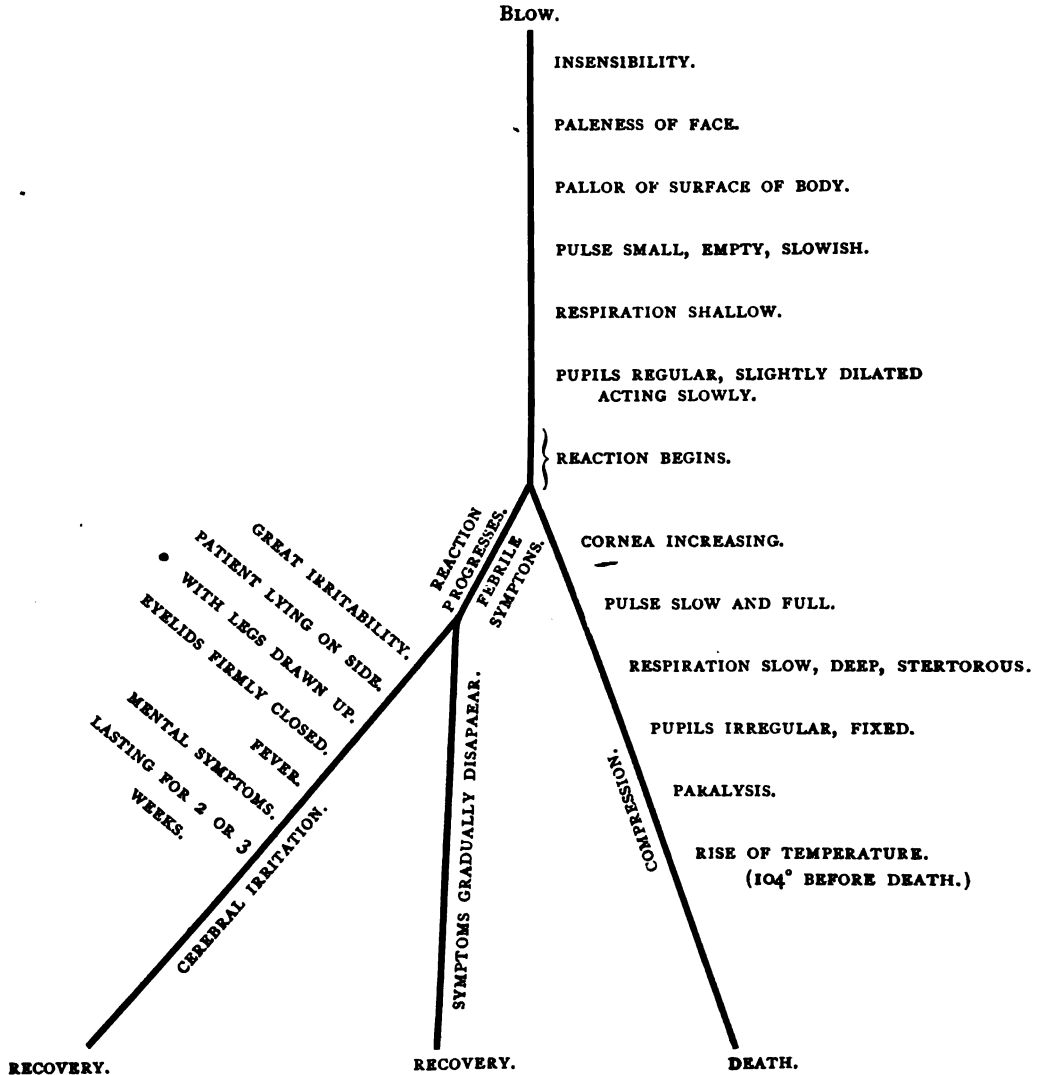 BLOW.
INSENSIBILITY.
PALENESS OF FACE.
PALLOR OF SURFACE OF BODY.
PULSE SMALL, EMPTY, SLOWISH.
RESPIRATION SHALLOW.
PUPILS REGULAR, SLIGHTLY DILATED
ACTING SLOWLY.
REACTION BEGINS.
REACTION
PROGRESSES.
FEBRILE
SYMPTONS.
GREAT IRRITABILITY.
PATIENT LYING ON SIDE.
WITH LEGS DRAWN UP.
EYELIDS FIRMLY CLOSED.
FEVER.
MENTAL SYMPTOMS.
LASTING FOR 2 OR 3
WEEKS.
CEREBRAL IRRITATION.
RECOVERY.
SYMPTOMS GRADUALLY DISAPAEAR.
RECOVERY.
CORNEA INCREASING.
PULSE SLOW AND FULL.
RESPIRATION SLOW, DEEP, STERTOROUS.
PUPILS IRREGULAR, FIXED.
PARALYSIS.
RISE OF TEMPERATURE.
(104° BEFORE DEATH.)
COMPRESSION.
DEATH.